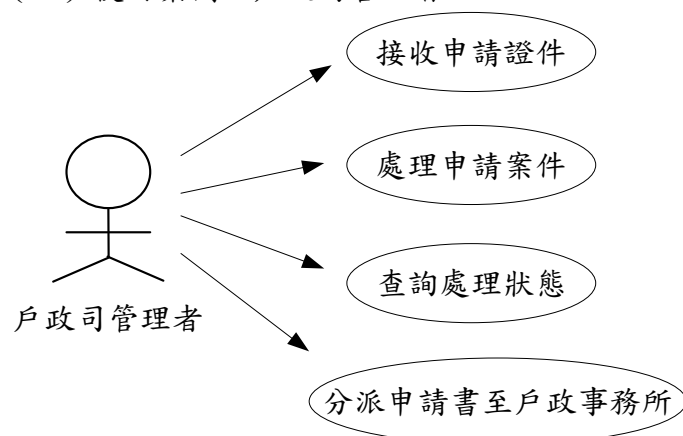 接收申請證件
處理申請案件
查詢處理狀態
戶政司管理者
分派申請書至戶政事務所